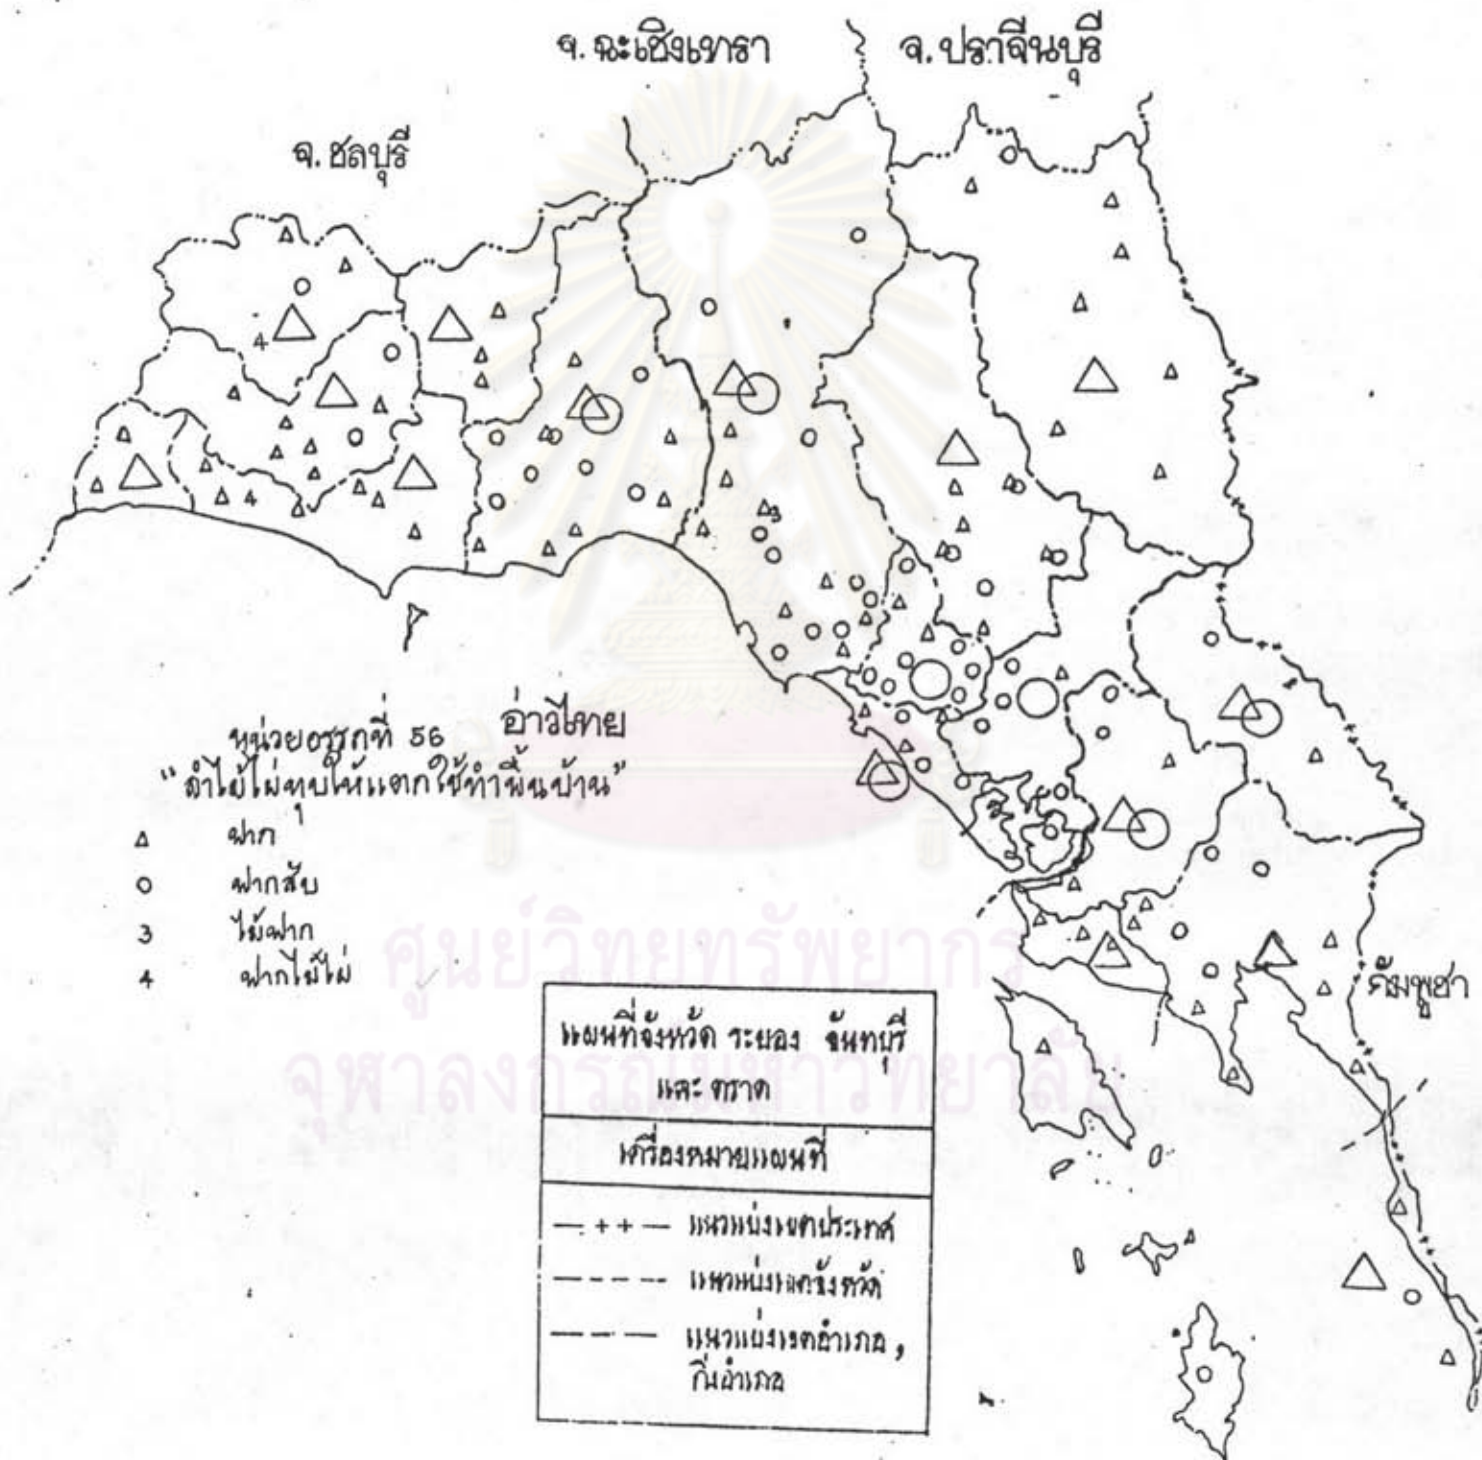 จ.ฉะเชิงเทรา
จ.ปราจีนบุรี
จ.ชลบุรี
4
3
4
อ่าวไทย
หน่วยอรรถที่ 56
"ลำไม้ไผ่ทุบให้แตกใช้ทำพื้นบ้าน"
△ ฟาก
○ ฟากสับ
3 ไม้ฟาก
4 ฟากไม้ไผ่
กัมพูชา
ศูนย์วิทยทรัพยากร
จุฬาลงกรณ์มหาวิทยาลัย
แผนที่จังหวัด ระยอง จันทบุรี
และ ตราด
เครื่องหมายแผนที่
—.++— แนวแบ่งเขตประเทศ
—---- แนวแบ่งเขตจังหวัด
—-—-— แนวแบ่งเขตอำเภอ,
กิ่งอำเภอ